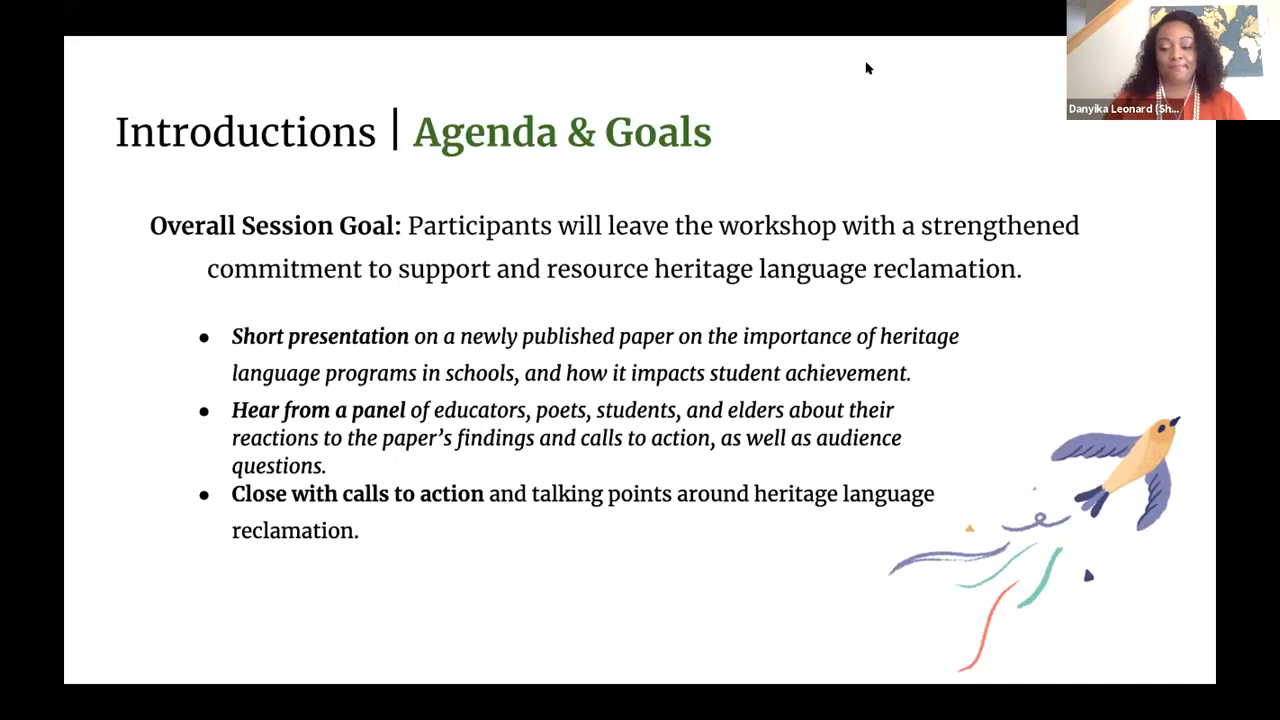 Danyika Leonard (Sh...
Introductions | Agenda & Goals
Overall Session Goal: Participants will leave the workshop with a strengthened
commitment to support and resource heritage language reclamation.
● Short presentation on a newly published paper on the importance of heritage
language programs in schools, and how it impacts student achievement.
● Hear from a panel of educators, poets, students, and elders about their
reactions to the paper’s findings and calls to action, as well as audience
questions.
● Close with calls to action and talking points around heritage language
reclamation.